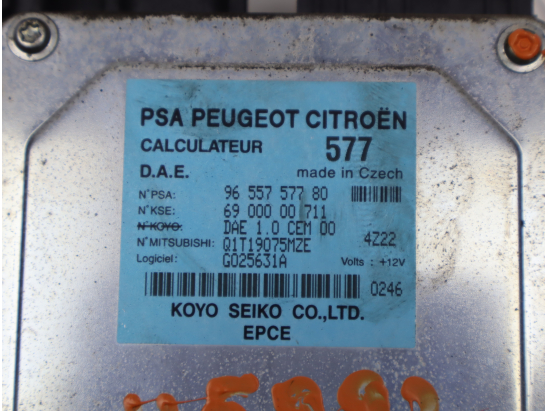 PSA PEUGEOT CITROËN
CALCULATEUR 577
D.A.E. made in Czech
N°PSA: 96 557 577 80
N°KSE: 69 000 00 711
N°KOYO: DAE 1.0 CEM 00
N°MITSUBISHI: Q1T19075MZE 4Z22
Logiciel: G025631A Volts : +12V
0246
KOYO SEIKO CO.,LTD.
EPCE